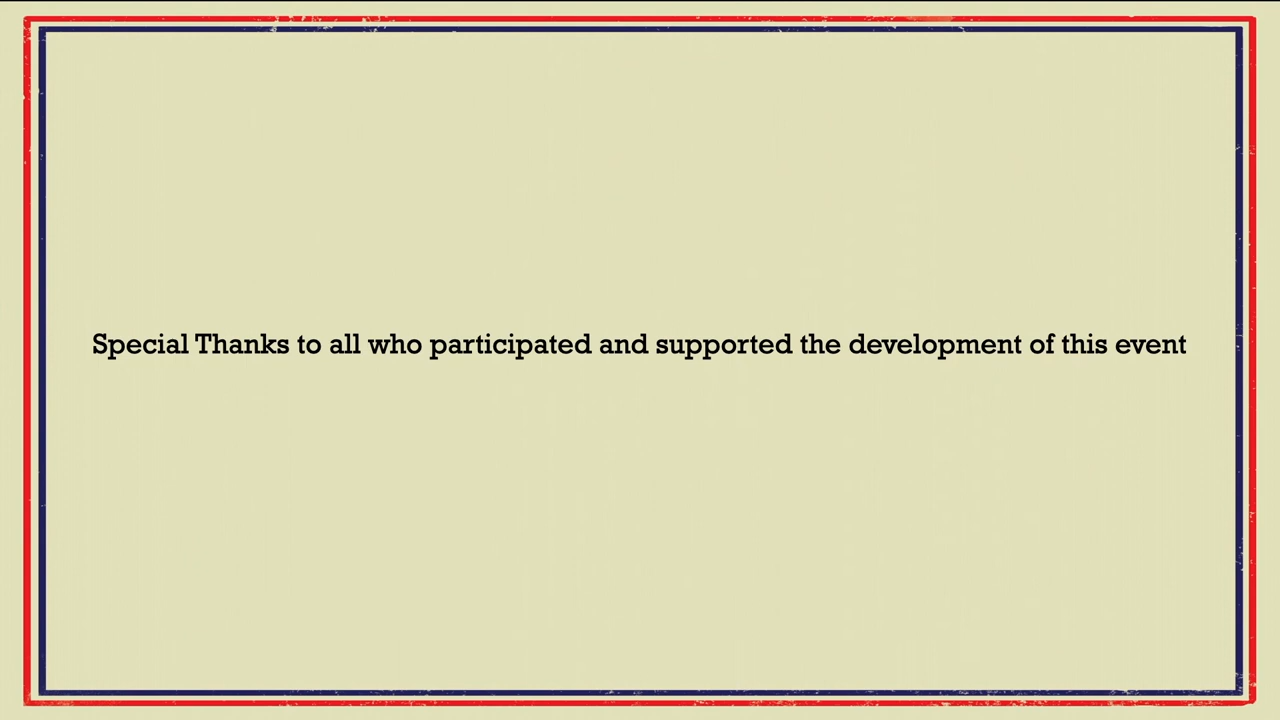 Special Thanks to all who participated and supported the development of this event